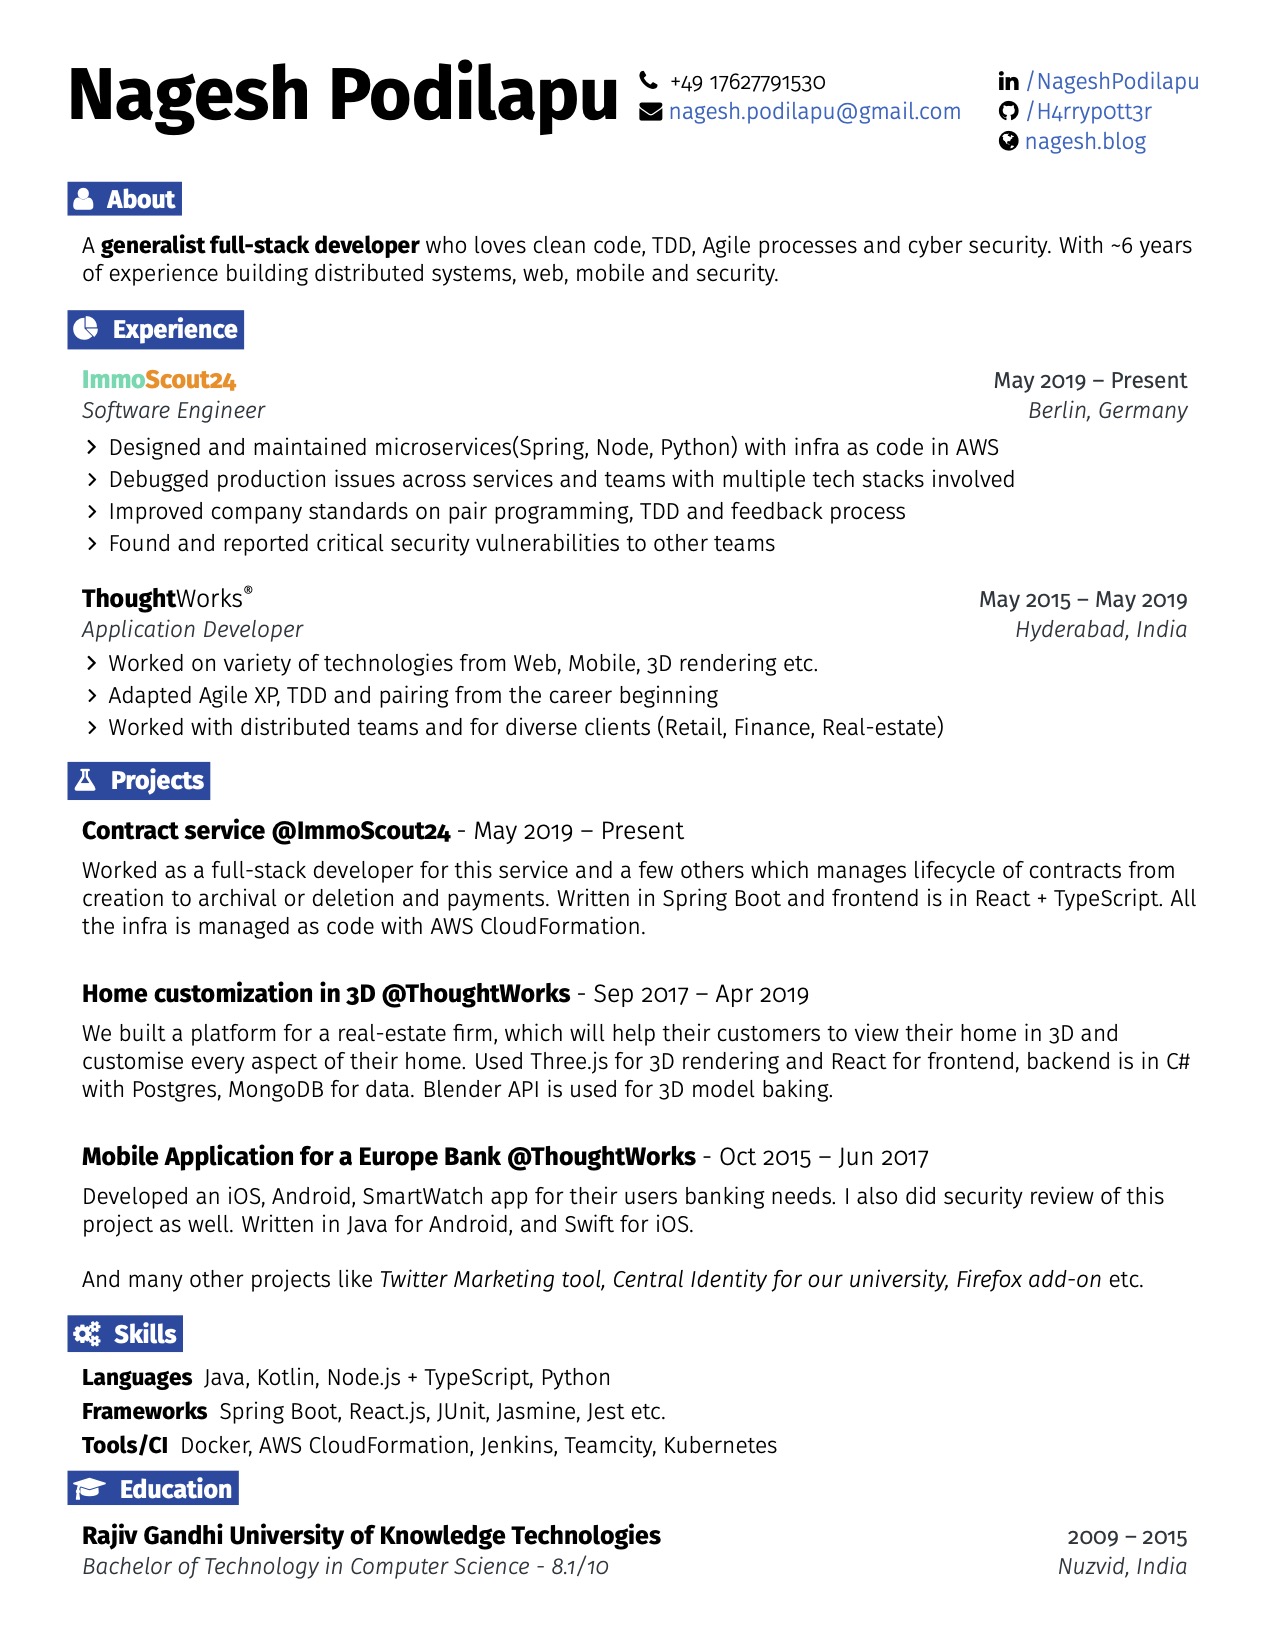 Nagesh Podilapu
+49 17627791530
nagesh.podilapu@gmail.com
/NageshPodilapu
/H4rryp0tt3r
nagesh.blog
About
A generalist full-stack developer who loves clean code, TDD, Agile processes and cyber security. With ~6 years
of experience building distributed systems, web, mobile and security.
Experience
ImmoScout24 May 2019 – Present
Software Engineer Berlin, Germany
Designed and maintained microservices(Spring, Node, Python) with infra as code in AWS
Debugged production issues across services and teams with multiple tech stacks involved
Improved company standards on pair programming, TDD and feedback process
Found and reported critical security vulnerabilities to other teams
ThoughtWorks® May 2015 – May 2019
Application Developer Hyderabad, India
Worked on variety of technologies from Web, Mobile, 3D rendering etc.
Adapted Agile XP, TDD and pairing from the career beginning
Worked with distributed teams and for diverse clients (Retail, Finance, Real-estate)
Projects
Contract service @ImmoScout24 - May 2019 – Present
Worked as a full-stack developer for this service and a few others which manages lifecycle of contracts from
creation to archival or deletion and payments. Written in Spring Boot and frontend is in React + TypeScript. All
the infra is managed as code with AWS CloudFormation.
Home customization in 3D @ThoughtWorks - Sep 2017 – Apr 2019
We built a platform for a real-estate firm, which will help their customers to view their home in 3D and
customise every aspect of their home. Used Three.js for 3D rendering and React for frontend, backend is in C#
with Postgres, MongoDB for data. Blender API is used for 3D model baking.
Mobile Application for a Europe Bank @ThoughtWorks - Oct 2015 – Jun 2017
Developed an iOS, Android, SmartWatch app for their users banking needs. I also did security review of this
project as well. Written in Java for Android, and Swift for iOS.
And many other projects like Twitter Marketing tool, Central Identity for our university, Firefox add-on etc.
Skills
Languages Java, Kotlin, Node.js + TypeScript, Python
Frameworks Spring Boot, React.js, JUnit, Jasmine, Jest etc.
Tools/CI Docker, AWS CloudFormation, Jenkins, Teamcity, Kubernetes
Education
Rajiv Gandhi University of Knowledge Technologies 2009 – 2015
Bachelor of Technology in Computer Science - 8.1/10 Nuzvid, India